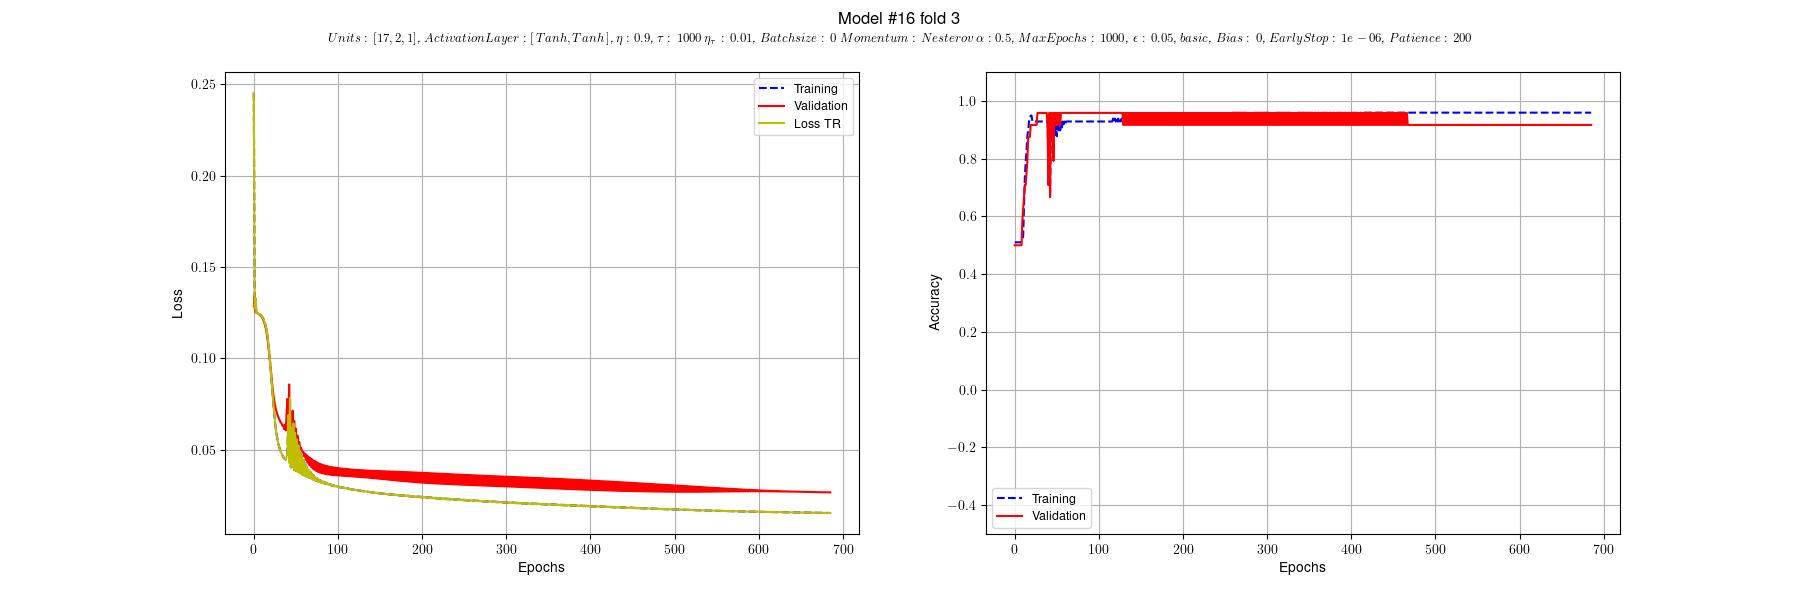 Model #16 fold 3
Units : [17, 2, 1], ActivationLayer : [Tanh, Tanh], η : 0.9, τ : 1000 ητ : 0.01, Batchsize : 0 Momentum : Nesterov α : 0.5, MaxEpochs : 1000, ϵ : 0.05, basic, Bias : 0, EarlyStop : 1e − 06, Patience : 200
0.25
0.20
0.15
0.10
0.05
Loss
0 100 200 300 400 500 600 700
Epochs
Training
Validation
Loss TR
1.0
0.8
0.6
0.4
0.2
0.0
−0.2
−0.4
Accuracy
Training
Validation
0 100 200 300 400 500 600 700
Epochs